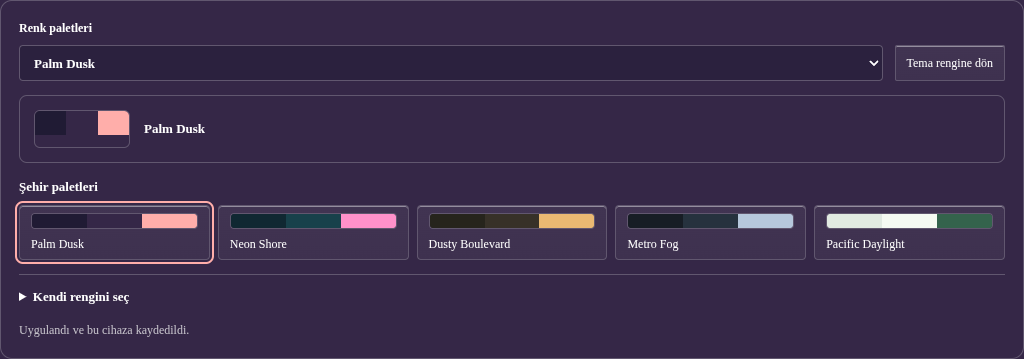 Renk paletleri
Palm Dusk
Tema rengine dön
Palm Dusk
Şehir paletleri
Palm Dusk
Neon Shore
Dusty Boulevard
Metro Fog
Pacific Daylight
Kendi rengini seç
Uygulandı ve bu cihaza kaydedildi.